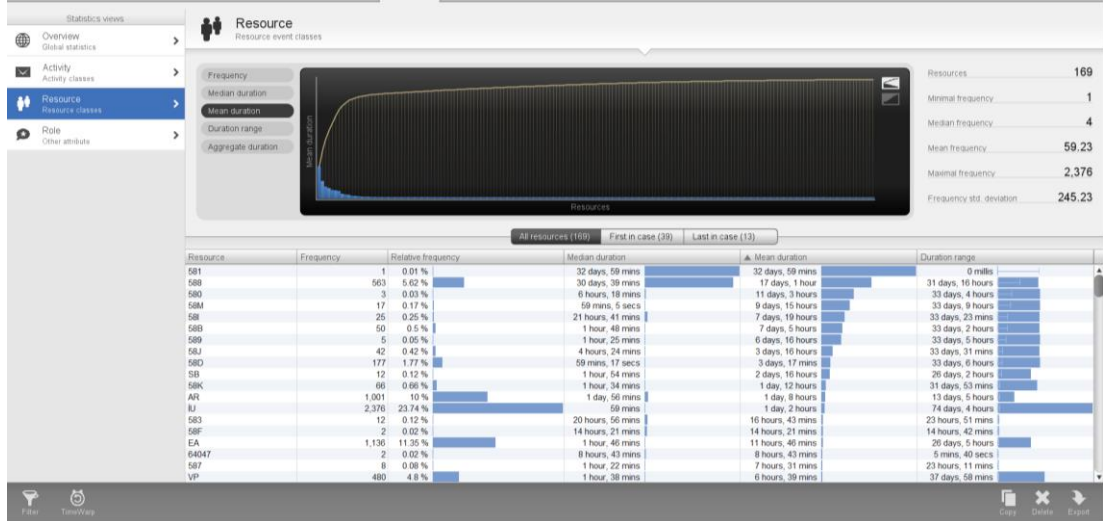 Statistics views
Overview
Global statistics
Activity
Activity classes
Resource
Resource classes
Role
Other attribute
Resource
Resource event classes
Frequency
Median duration
Mean duration
Duration range
Aggregate duration
Mean duration
Resources
Resources 169
Minimal frequency 1
Median frequency 4
Mean frequency 59.23
Maximal frequency 2,376
Frequency std. deviation 245.23
All resources (169) First in case (39) Last in case (13)
Resource Frequency Relative frequency Median duration ▲ Mean duration Duration range
581 1 0.01 % 32 days, 59 mins 32 days, 59 mins 0 millis
588 563 5.62 % 30 days, 39 mins 17 days, 1 hour 31 days, 16 hours
580 3 0.03 % 6 hours, 18 mins 11 days, 3 hours 33 days, 4 hours
58M 17 0.17 % 59 mins, 5 secs 9 days, 15 hours 33 days, 9 hours
58I 25 0.25 % 21 hours, 41 mins 7 days, 19 hours 33 days, 23 mins
58B 50 0.5 % 1 hour, 48 mins 7 days, 5 hours 33 days, 2 hours
589 5 0.05 % 1 hour, 25 mins 6 days, 16 hours 33 days, 5 hours
58J 42 0.42 % 4 hours, 24 mins 3 days, 16 hours 33 days, 31 mins
58D 177 1.77 % 59 mins, 17 secs 3 days, 17 mins 33 days, 6 hours
SB 12 0.12 % 1 hour, 54 mins 2 days, 16 hours 26 days, 2 hours
58K 66 0.66 % 1 hour, 34 mins 1 day, 12 hours 31 days, 53 mins
AR 1,001 10 % 1 day, 56 mins 1 day, 8 hours 13 days, 5 hours
IU 2,376 23.74 % 59 mins 1 day, 2 hours 74 days, 4 hours
583 12 0.12 % 20 hours, 56 mins 16 hours, 43 mins 23 hours, 51 mins
58F 2 0.02 % 14 hours, 21 mins 14 hours, 21 mins 14 hours, 42 mins
EA 1,136 11.35 % 1 hour, 46 mins 11 hours, 46 mins 26 days, 5 hours
64047 2 0.02 % 8 hours, 43 mins 8 hours, 43 mins 5 mins, 40 secs
587 8 0.08 % 1 hour, 22 mins 7 hours, 31 mins 23 hours, 11 mins
VP 480 4.8 % 1 hour, 38 mins 6 hours, 39 mins 37 days, 58 mins
Filter TimeWarp Copy Delete Export